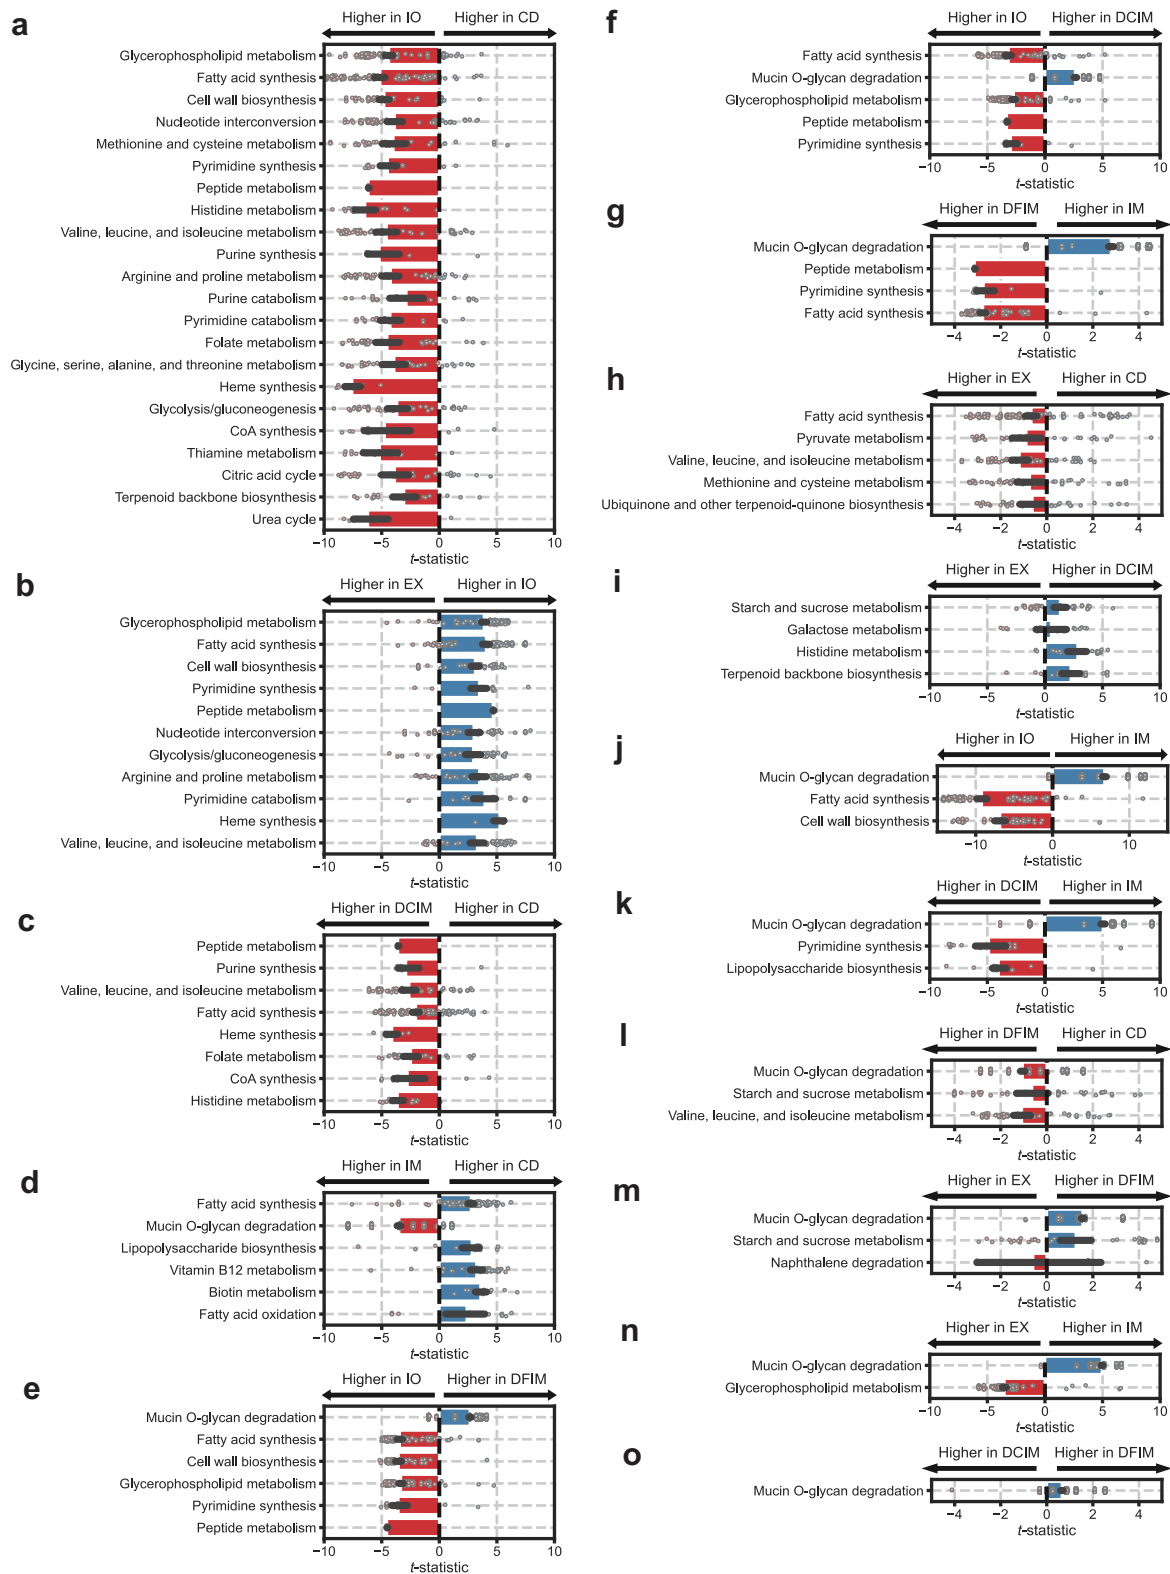 a
Higher in IO Higher in CD
Glycerophospholipid metabolism
Fatty acid synthesis
Cell wall biosynthesis
Nucleotide interconversion
Methionine and cysteine metabolism
Pyrimidine synthesis
Peptide metabolism
Histidine metabolism
Valine, leucine, and isoleucine metabolism
Purine synthesis
Arginine and proline metabolism
Purine catabolism
Pyrimidine catabolism
Folate metabolism
Glycine, serine, alanine, and threonine metabolism
Heme synthesis
Glycolysis/gluconeogenesis
CoA synthesis
Thiamine metabolism
Citric acid cycle
Terpenoid backbone biosynthesis
Urea cycle
−10 −5 0 5 10
t-statistic
b
Higher in EX Higher in IO
Glycerophospholipid metabolism
Fatty acid synthesis
Cell wall biosynthesis
Pyrimidine synthesis
Peptide metabolism
Nucleotide interconversion
Glycolysis/gluconeogenesis
Arginine and proline metabolism
Pyrimidine catabolism
Heme synthesis
Valine, leucine, and isoleucine metabolism
−10 −5 0 5 10
t-statistic
c
Higher in DCIM Higher in CD
Peptide metabolism
Purine synthesis
Valine, leucine, and isoleucine metabolism
Fatty acid synthesis
Heme synthesis
Folate metabolism
CoA synthesis
Histidine metabolism
−10 −5 0 5 10
t-statistic
d
Higher in IM Higher in CD
Fatty acid synthesis
Mucin O-glycan degradation
Lipopolysaccharide biosynthesis
Vitamin B12 metabolism
Biotin metabolism
Fatty acid oxidation
−10 −5 0 5 10
t-statistic
e
Higher in IO Higher in DFIM
Mucin O-glycan degradation
Fatty acid synthesis
Cell wall biosynthesis
Glycerophospholipid metabolism
Pyrimidine synthesis
Peptide metabolism
−10 −5 0 5 10
t-statistic
f
Higher in IO Higher in DCIM
Fatty acid synthesis
Mucin O-glycan degradation
Glycerophospholipid metabolism
Peptide metabolism
Pyrimidine synthesis
−10 −5 0 5 10
t-statistic
g
Higher in DFIM Higher in IM
Mucin O-glycan degradation
Peptide metabolism
Pyrimidine synthesis
Fatty acid synthesis
−4 −2 0 2 4
t-statistic
h
Higher in EX Higher in CD
Fatty acid synthesis
Pyruvate metabolism
Valine, leucine, and isoleucine metabolism
Methionine and cysteine metabolism
Ubiquinone and other terpenoid-quinone biosynthesis
−4 −2 0 2 4
t-statistic
i
Higher in EX Higher in DCIM
Starch and sucrose metabolism
Galactose metabolism
Histidine metabolism
Terpenoid backbone biosynthesis
−10 −5 0 5 10
t-statistic
j
Higher in IO Higher in IM
Mucin O-glycan degradation
Fatty acid synthesis
Cell wall biosynthesis
−10 0 10
t-statistic
k
Higher in DCIM Higher in IM
Mucin O-glycan degradation
Pyrimidine synthesis
Lipopolysaccharide biosynthesis
−10 −5 0 5 10
t-statistic
l
Higher in DFIM Higher in CD
Mucin O-glycan degradation
Starch and sucrose metabolism
Valine, leucine, and isoleucine metabolism
−4 −2 0 2 4
t-statistic
m
Higher in EX Higher in DFIM
Mucin O-glycan degradation
Starch and sucrose metabolism
Naphthalene degradation
−4 −2 0 2 4
t-statistic
n
Higher in EX Higher in IM
Mucin O-glycan degradation
Glycerophospholipid metabolism
−10 −5 0 5 10
t-statistic
o
Higher in DCIM Higher in DFIM
Mucin O-glycan degradation
−4 −2 0 2 4
t-statistic